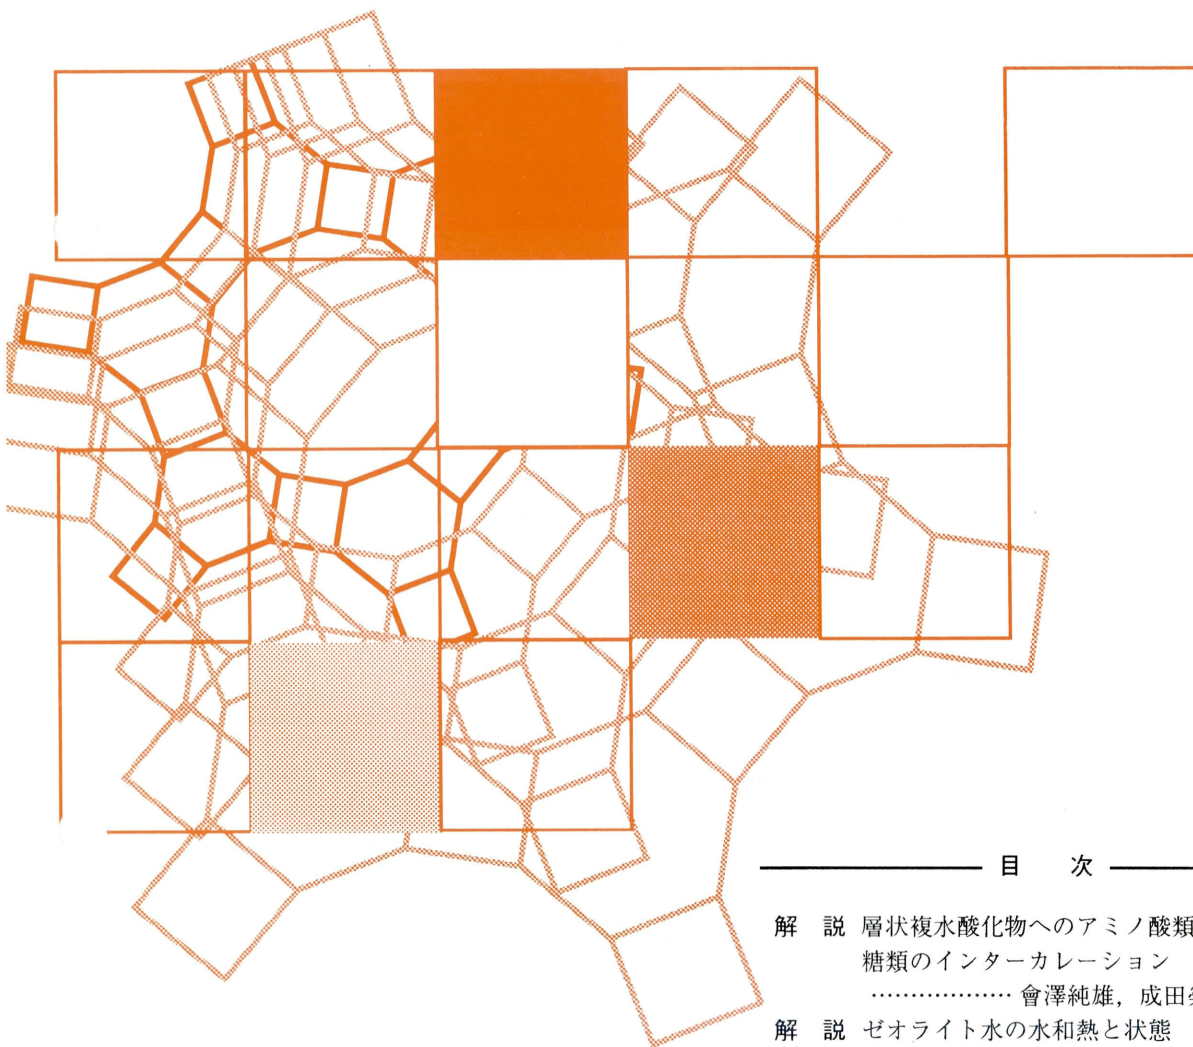 目 次
解 説 層状複水酸化物へのアミノ酸類
糖類のインターカレーション
……………… 會澤純雄，成田
解 説 ゼオライト水の水和熱と状態